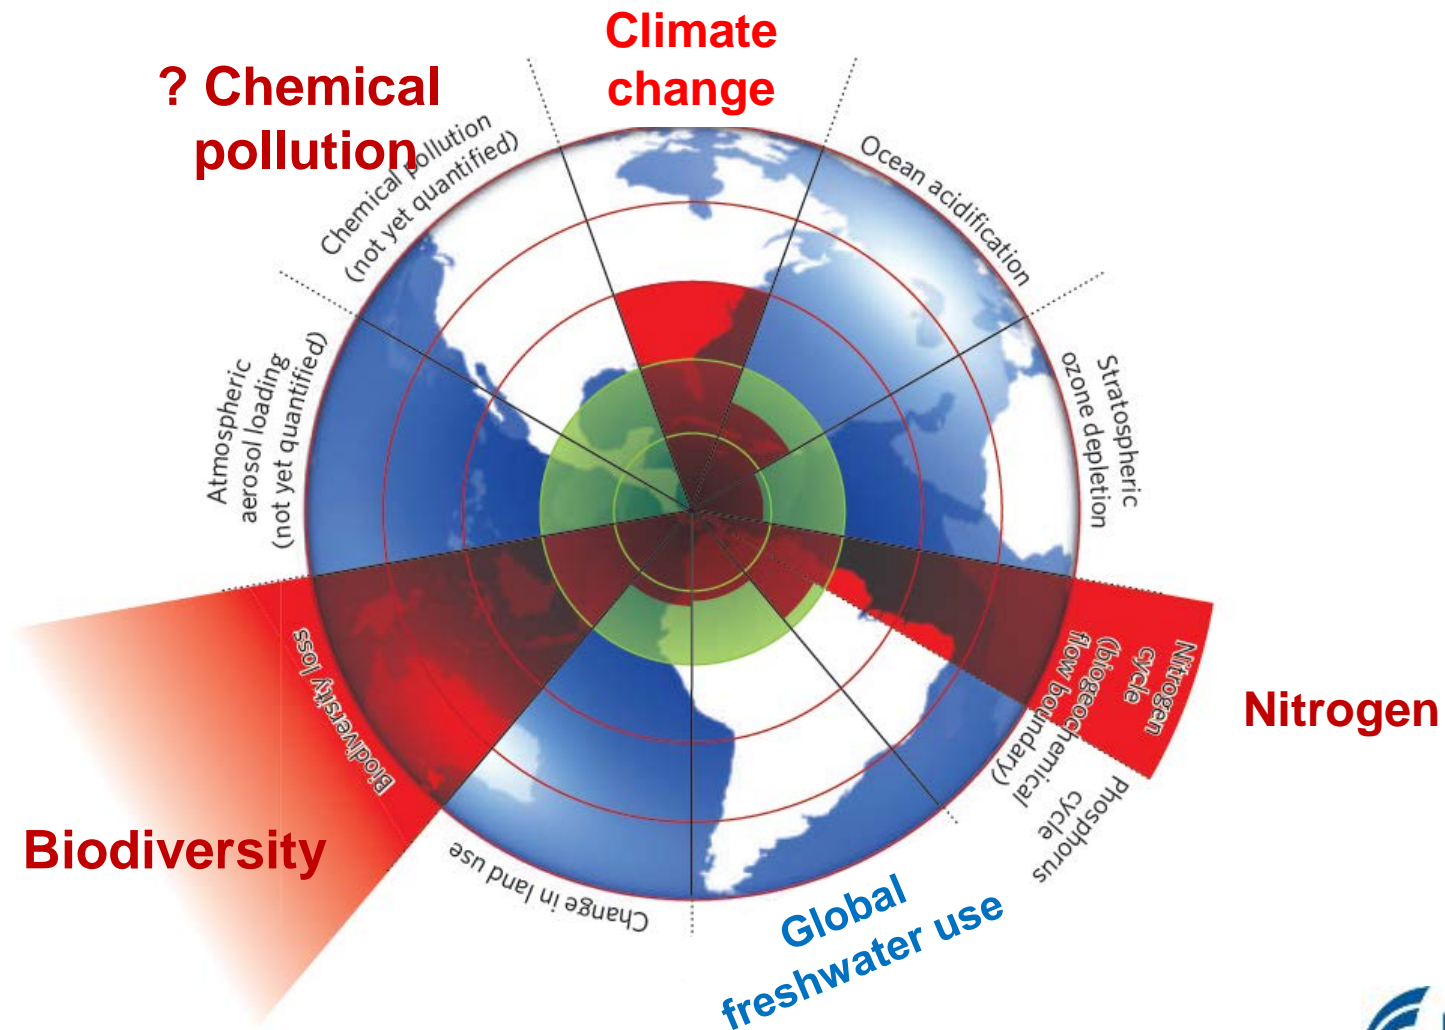 Climate
change
? Chemical
pollution
Chemical pollution
(not yet quantified)
Ocean acidification
Stratospheric
ozone depletion
Atmospheric
aerosol loading
(not yet quantified)
Nitrogen
cycle
(biogeochemical
flow boundary)
Phosphorus
cycle
Nitrogen
Biodiversity loss
Biodiversity
Change in land use
Global
freshwater use